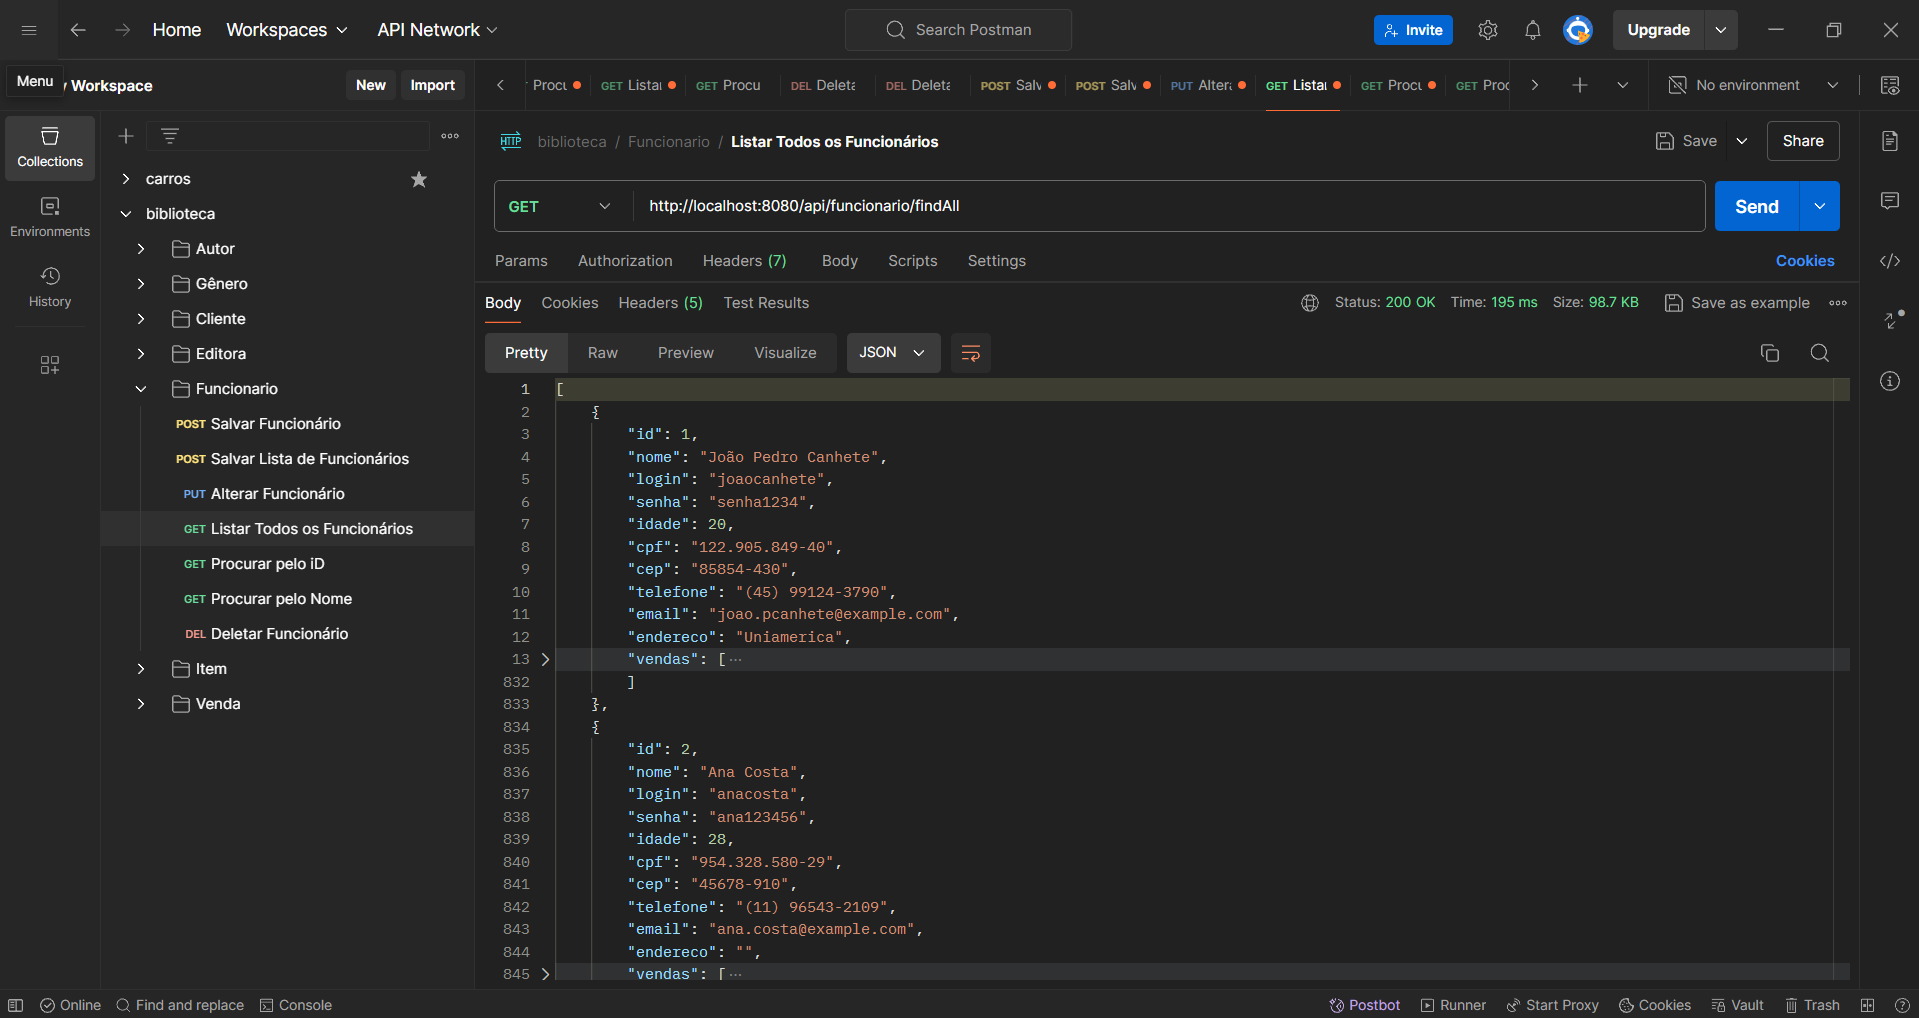 Home Workspaces API Network Search Postman Invite Upgrade
Menu Workspace New Import
Procu GET Listar GET Procu DEL Deleta DEL Deleta POST Salv POST Salv PUT Altera GET Listar GET Procu GET Proc No environment
Collections
Environments
History
carros
biblioteca
Autor
Gênero
Cliente
Editora
Funcionario
POST Salvar Funcionário
POST Salvar Lista de Funcionários
PUT Alterar Funcionário
GET Listar Todos os Funcionários
GET Procurar pelo iD
GET Procurar pelo Nome
DEL Deletar Funcionário
Item
Venda
HTTP biblioteca / Funcionario / Listar Todos os Funcionários Save Share
GET http://localhost:8080/api/funcionario/findAll Send
Params Authorization Headers (7) Body Scripts Settings Cookies
Body Cookies Headers (5) Test Results Status: 200 OK Time: 195 ms Size: 98.7 KB Save as example
Pretty Raw Preview Visualize JSON
1 [
2 {
3 "id": 1,
4 "nome": "João Pedro Canhete",
5 "login": "joaocanhete",
6 "senha": "senha1234",
7 "idade": 20,
8 "cpf": "122.905.849-40",
9 "cep": "85854-430",
10 "telefone": "(45) 99124-3790",
11 "email": "joao.pcanhete@example.com",
12 "endereco": "Uniamerica",
13 "vendas": [ ···
832 ]
833 },
834 {
835 "id": 2,
836 "nome": "Ana Costa",
837 "login": "anacosta",
838 "senha": "ana123456",
839 "idade": 28,
840 "cpf": "954.328.580-29",
841 "cep": "45678-910",
842 "telefone": "(11) 96543-2109",
843 "email": "ana.costa@example.com",
844 "endereco": "",
845 "vendas": [ ···
Online Find and replace Console Postbot Runner Start Proxy Cookies Vault Trash